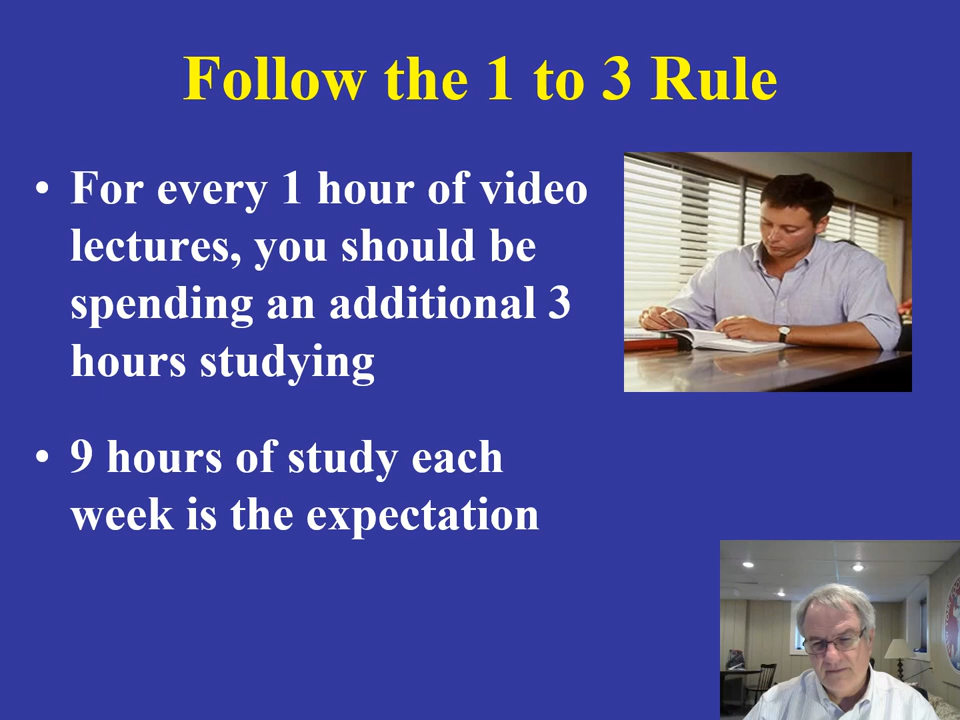 Follow the 1 to 3 Rule
• For every 1 hour of video
lectures, you should be
spending an additional 3
hours studying
• 9 hours of study each
week is the expectation